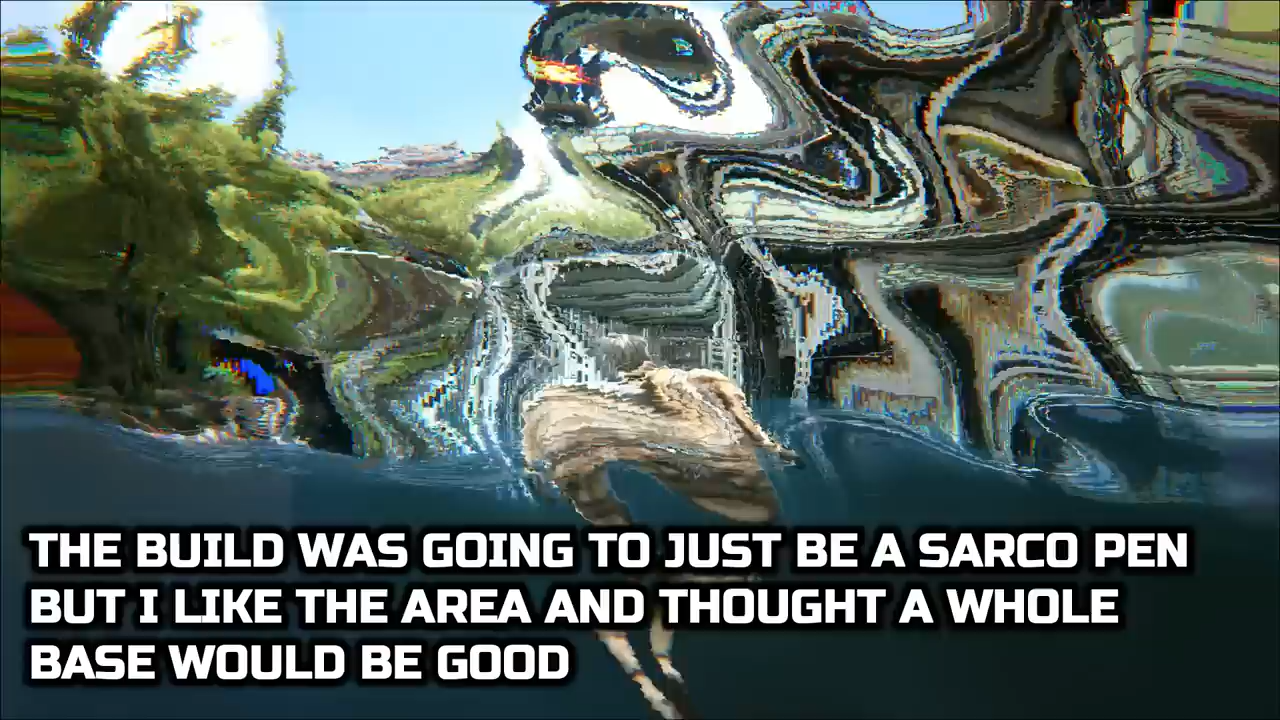 THE BUILD WAS GOING TO JUST BE A SARCO PEN
BUT I LIKE THE AREA AND THOUGHT A WHOLE
BASE WOULD BE GOOD